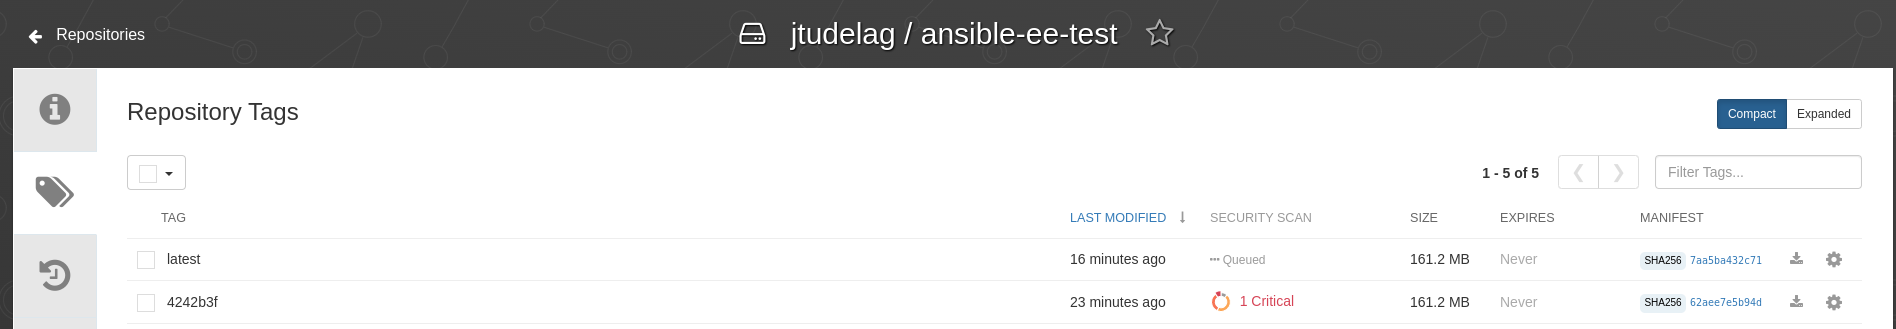 Repositories
jtudelag / ansible-ee-test
Repository Tags
Compact Expanded
1 - 5 of 5
Filter Tags...
TAG LAST MODIFIED SECURITY SCAN SIZE EXPIRES MANIFEST
latest 16 minutes ago Queued 161.2 MB Never SHA256 7aa5ba432c71
4242b3f 23 minutes ago 1 Critical 161.2 MB Never SHA256 62aee7e5b94d